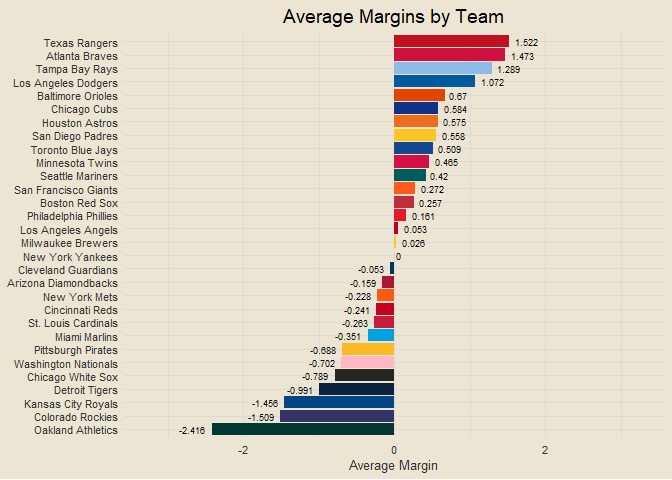 Average Margins by Team
Texas Rangers 1.522
Atlanta Braves 1.473
Tampa Bay Rays 1.289
Los Angeles Dodgers 1.072
Baltimore Orioles 0.67
Chicago Cubs 0.584
Houston Astros 0.575
San Diego Padres 0.558
Toronto Blue Jays 0.509
Minnesota Twins 0.465
Seattle Mariners 0.42
San Francisco Giants 0.272
Boston Red Sox 0.257
Philadelphia Phillies 0.161
Los Angeles Angels 0.053
Milwaukee Brewers 0.026
New York Yankees 0
Cleveland Guardians -0.053
Arizona Diamondbacks -0.159
New York Mets -0.228
Cincinnati Reds -0.241
St. Louis Cardinals -0.263
Miami Marlins -0.351
Pittsburgh Pirates -0.688
Washington Nationals -0.702
Chicago White Sox -0.789
Detroit Tigers -0.991
Kansas City Royals -1.456
Colorado Rockies -1.509
Oakland Athletics -2.416
-2 0 2
Average Margin